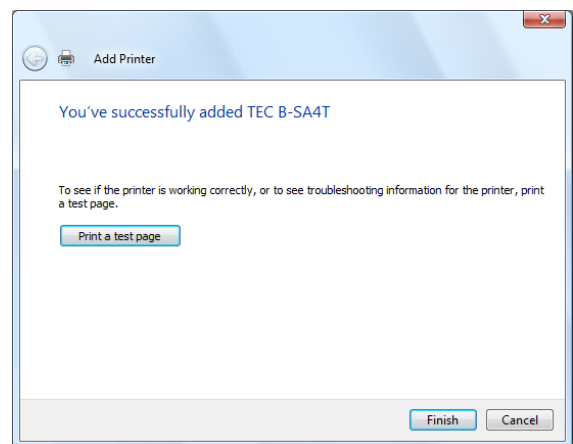 Add Printer
You've successfully added TEC B-SA4T
To see if the printer is working correctly, or to see troubleshooting information for the printer, print
a test page.
Print a test page
Finish
Cancel